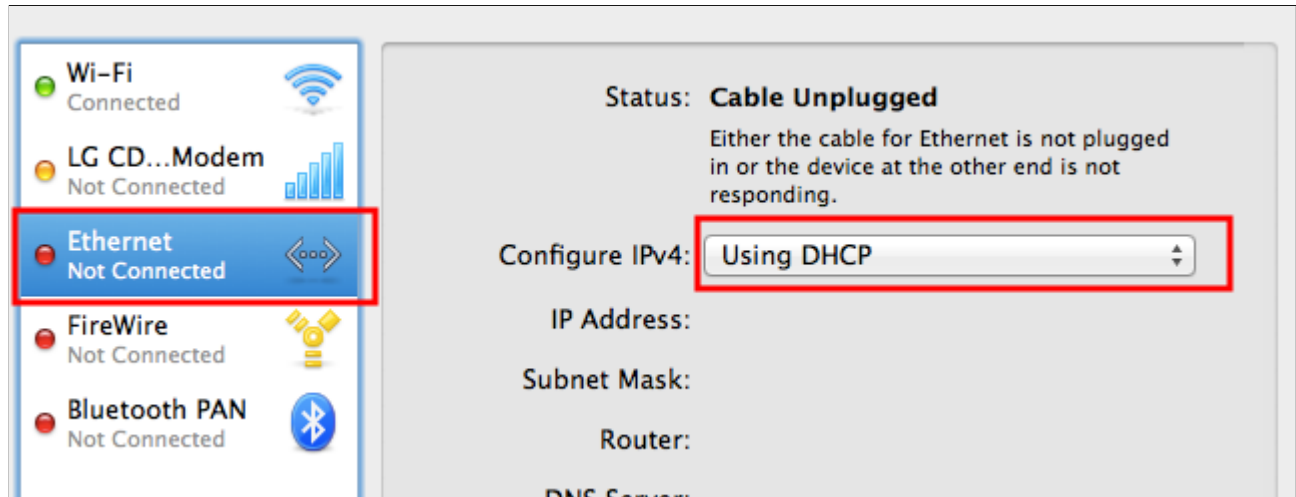 Wi-Fi
Connected
LG CD...Modem
Not Connected
Ethernet
Not Connected
FireWire
Not Connected
Bluetooth PAN
Not Connected
Status: Cable Unplugged
Either the cable for Ethernet is not plugged
in or the device at the other end is not
responding.
Configure IPv4: Using DHCP
IP Address:
Subnet Mask:
Router:
DNS Server: